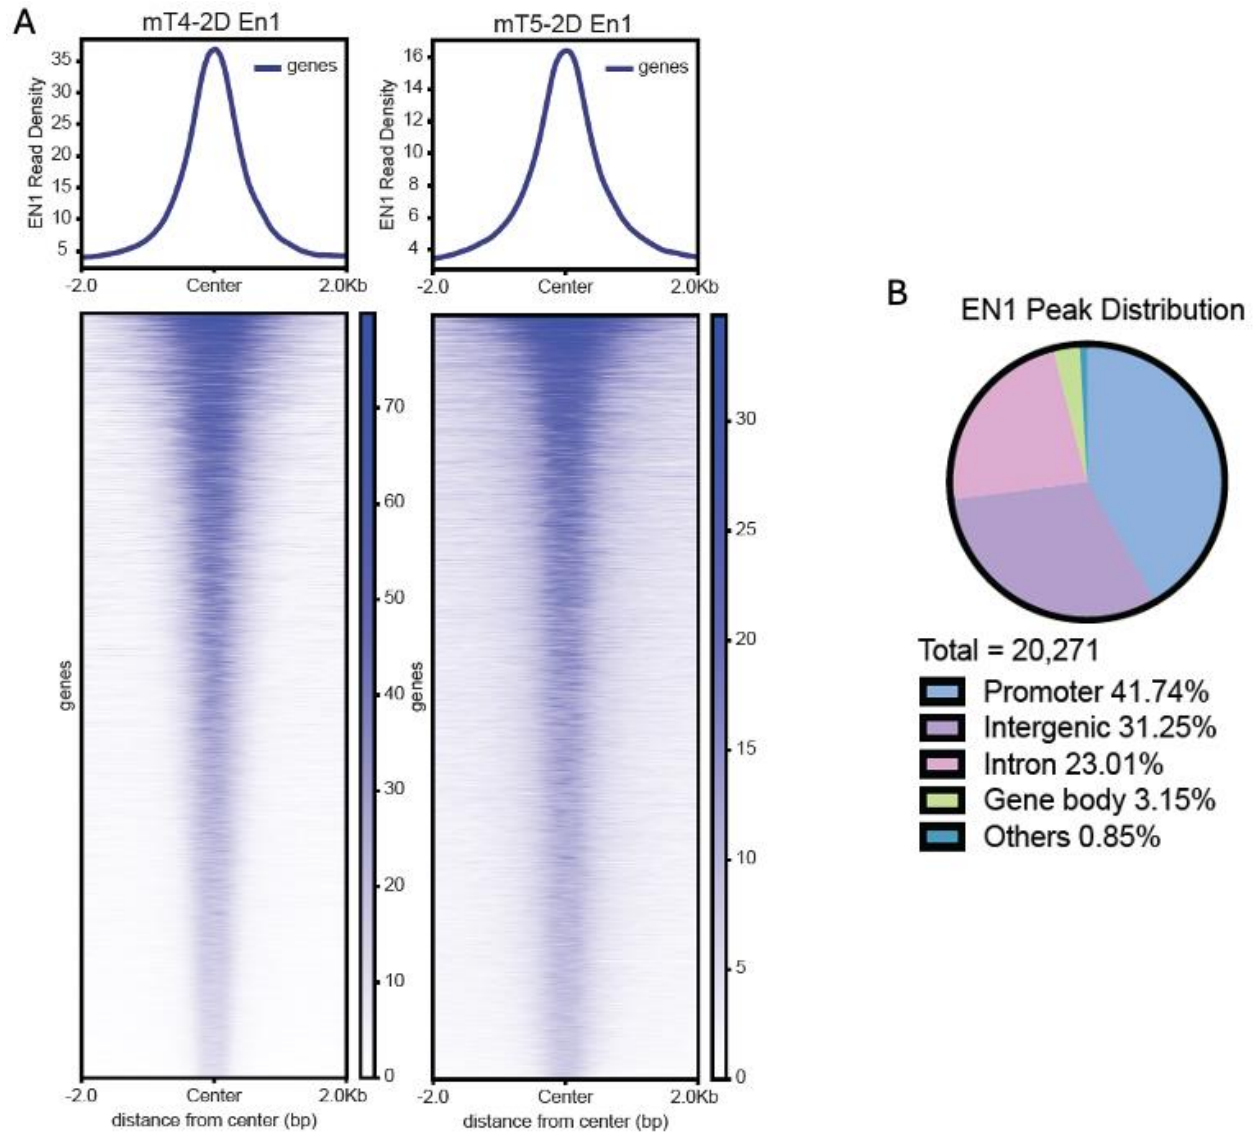 A
mT4-2D En1
mT5-2D En1
EN1 Read Density
35
30
25
20
15
10
5
genes
-2.0
Center
2.0Kb
EN1 Read Density
16
14
12
10
8
6
4
genes
-2.0
Center
2.0Kb
genes
70
60
50
40
30
20
10
0
-2.0
Center
2.0Kb
distance from center (bp)
genes
30
25
20
15
10
5
0
-2.0
Center
2.0Kb
distance from center (bp)
B
EN1 Peak Distribution
Total = 20,271
Promoter 41.74%
Intergenic 31.25%
Intron 23.01%
Gene body 3.15%
Others 0.85%